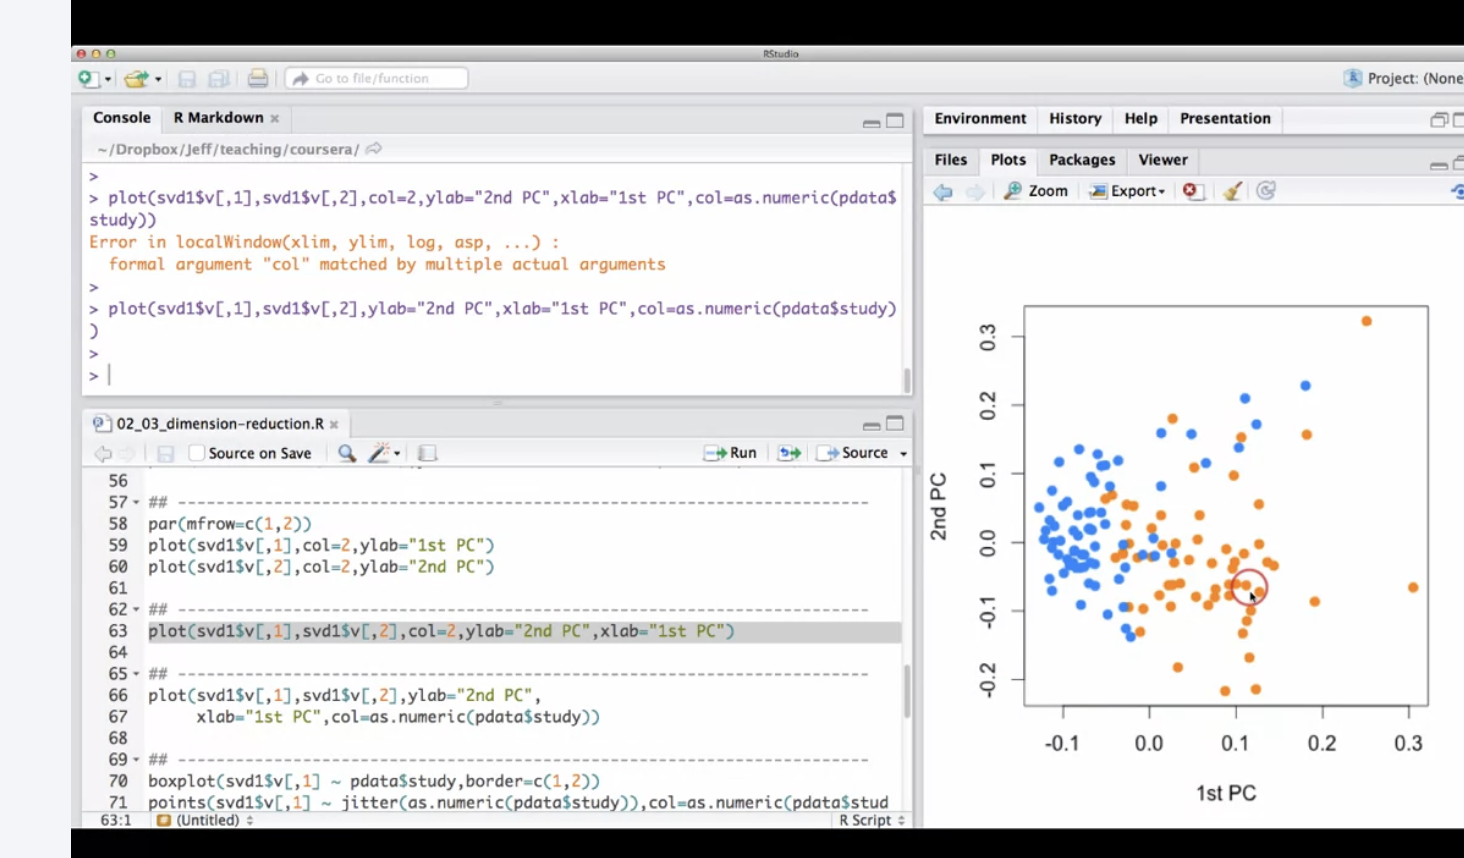 RStudio
Go to file/function
Project: (None
Console R Markdown
~/Dropbox/Jeff/teaching/coursera/
>
> plot(svd1$v[,1],svd1$v[,2],col=2,ylab="2nd PC",xlab="1st PC",col=as.numeric(pdata$
study))
Error in localWindow(xlim, ylim, log, asp, ...) :
formal argument "col" matched by multiple actual arguments
>
> plot(svd1$v[,1],svd1$v[,2],ylab="2nd PC",xlab="1st PC",col=as.numeric(pdata$study)
)
>
>
02_03_dimension-reduction.R
Source on Save Run Source
56
57 ## ----------------------------------------------------------------------
58 par(mfrow=c(1,2))
59 plot(svd1$v[,1],col=2,ylab="1st PC")
60 plot(svd1$v[,2],col=2,ylab="2nd PC")
61
62 ## ----------------------------------------------------------------------
63 plot(svd1$v[,1],svd1$v[,2],col=2,ylab="2nd PC",xlab="1st PC")
64
65 ## ----------------------------------------------------------------------
66 plot(svd1$v[,1],svd1$v[,2],ylab="2nd PC",
67 xlab="1st PC",col=as.numeric(pdata$study))
68
69 ## ----------------------------------------------------------------------
70 boxplot(svd1$v[,1] ~ pdata$study,border=c(1,2))
71 points(svd1$v[,1] ~ jitter(as.numeric(pdata$study)),col=as.numeric(pdata$stud
63:1 (Untitled) R Script
Environment History Help Presentation
Files Plots Packages Viewer
Zoom Export
0.3
0.2
0.1
0.0
-0.1
-0.2
2nd PC
-0.1 0.0 0.1 0.2 0.3
1st PC